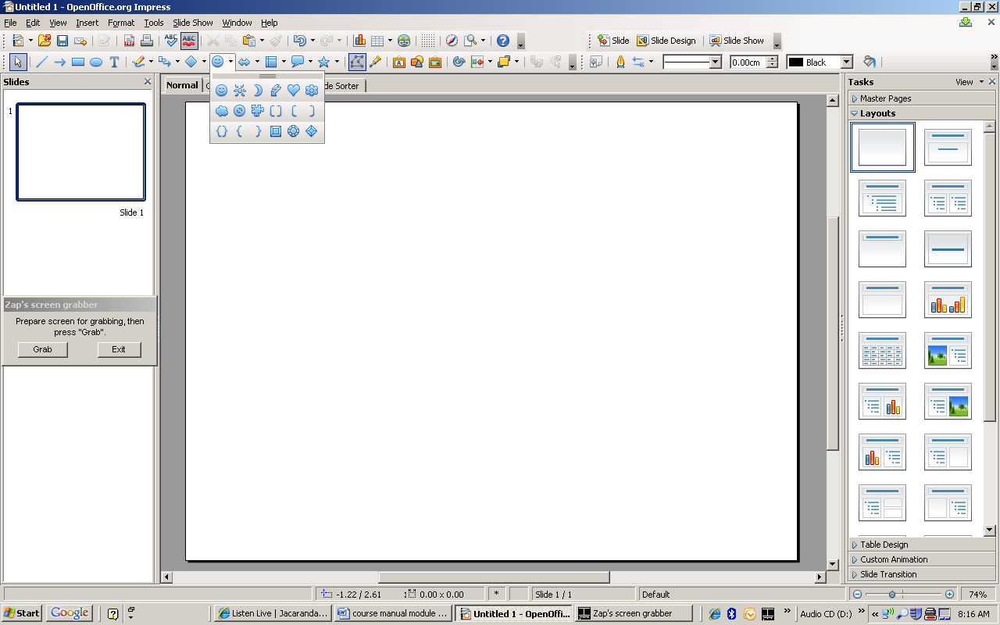 Untitled 1 - OpenOffice.org Impress
File Edit View Insert Format Tools Slide Show Window Help
ABC ABC Slide Slide Design Slide Show
T 0.00cm Black
Slides
Normal de Sorter
Tasks View
1
Slide 1
Master Pages
Layouts
Zap's screen grabber
Prepare screen for grabbing, then
press "Grab".
Grab Exit
Table Design
Custom Animation
Slide Transition
-1.22 / 2.61 0.00 x 0.00 * Slide 1 / 1 Default 74%
Start Google Listen Live | Jacaranda... course manual module ... Untitled 1 - OpenOffi... Zap's screen grabber Audio CD (D:) 8:16 AM